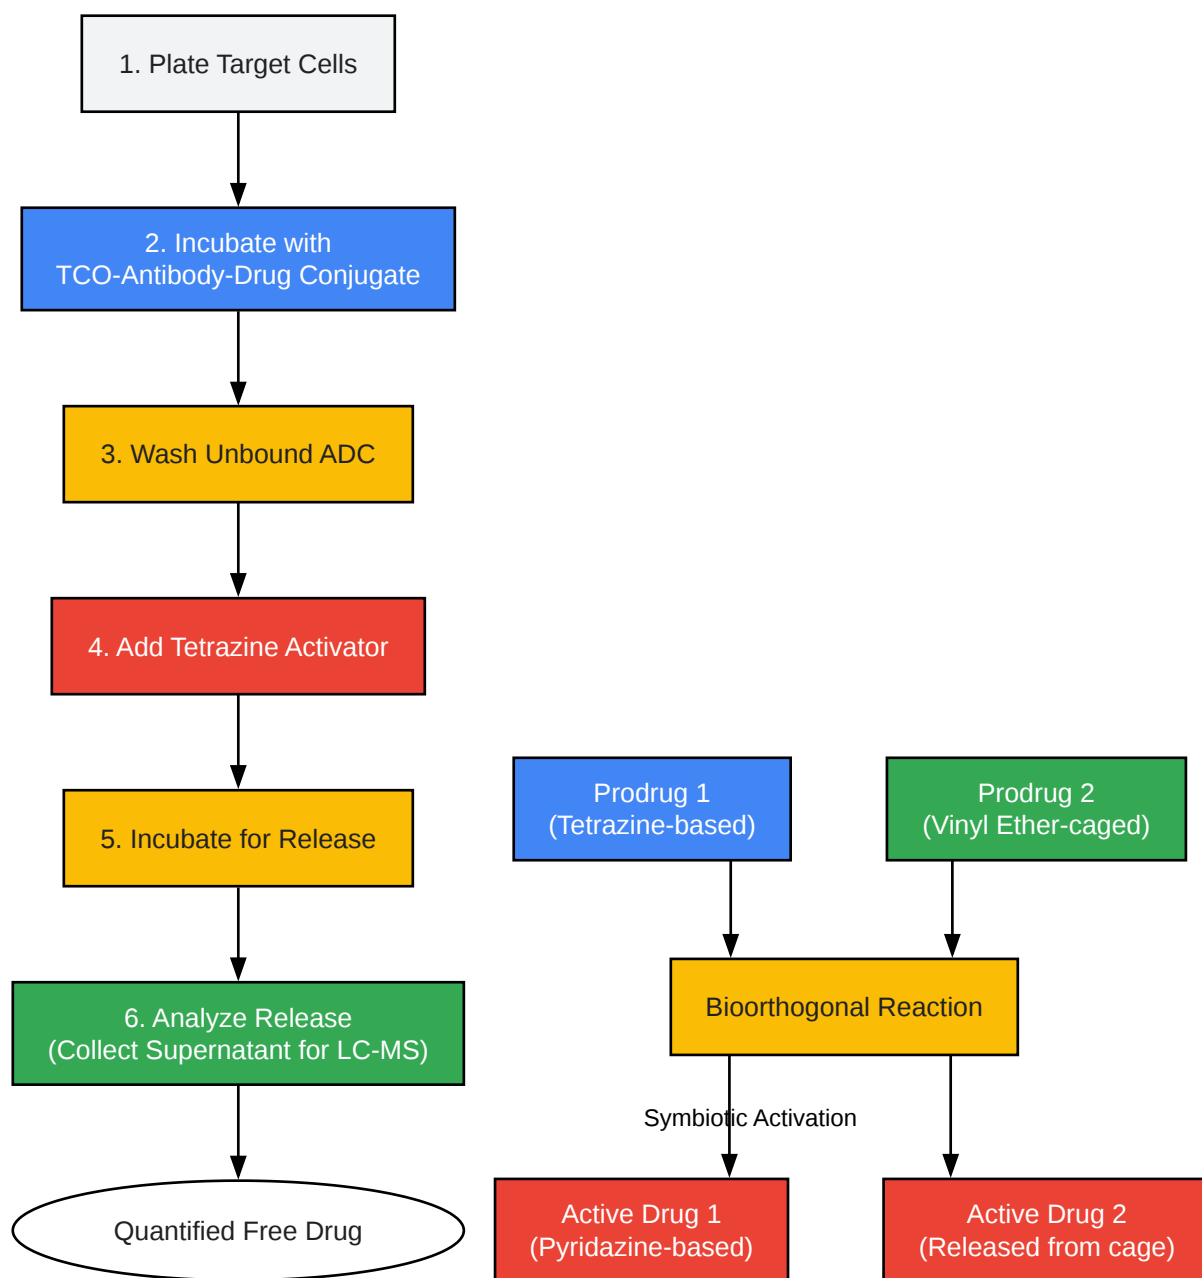 1. Plate Target Cells
2. Incubate with
TCO-Antibody-Drug Conjugate
3. Wash Unbound ADC
4. Add Tetrazine Activator
5. Incubate for Release
6. Analyze Release
(Collect Supernatant for LC-MS)
Quantified Free Drug
Prodrug 1
(Tetrazine-based)
Prodrug 2
(Vinyl Ether-caged)
Bioorthogonal Reaction
Symbiotic Activation
Active Drug 1
(Pyridazine-based)
Active Drug 2
(Released from cage)